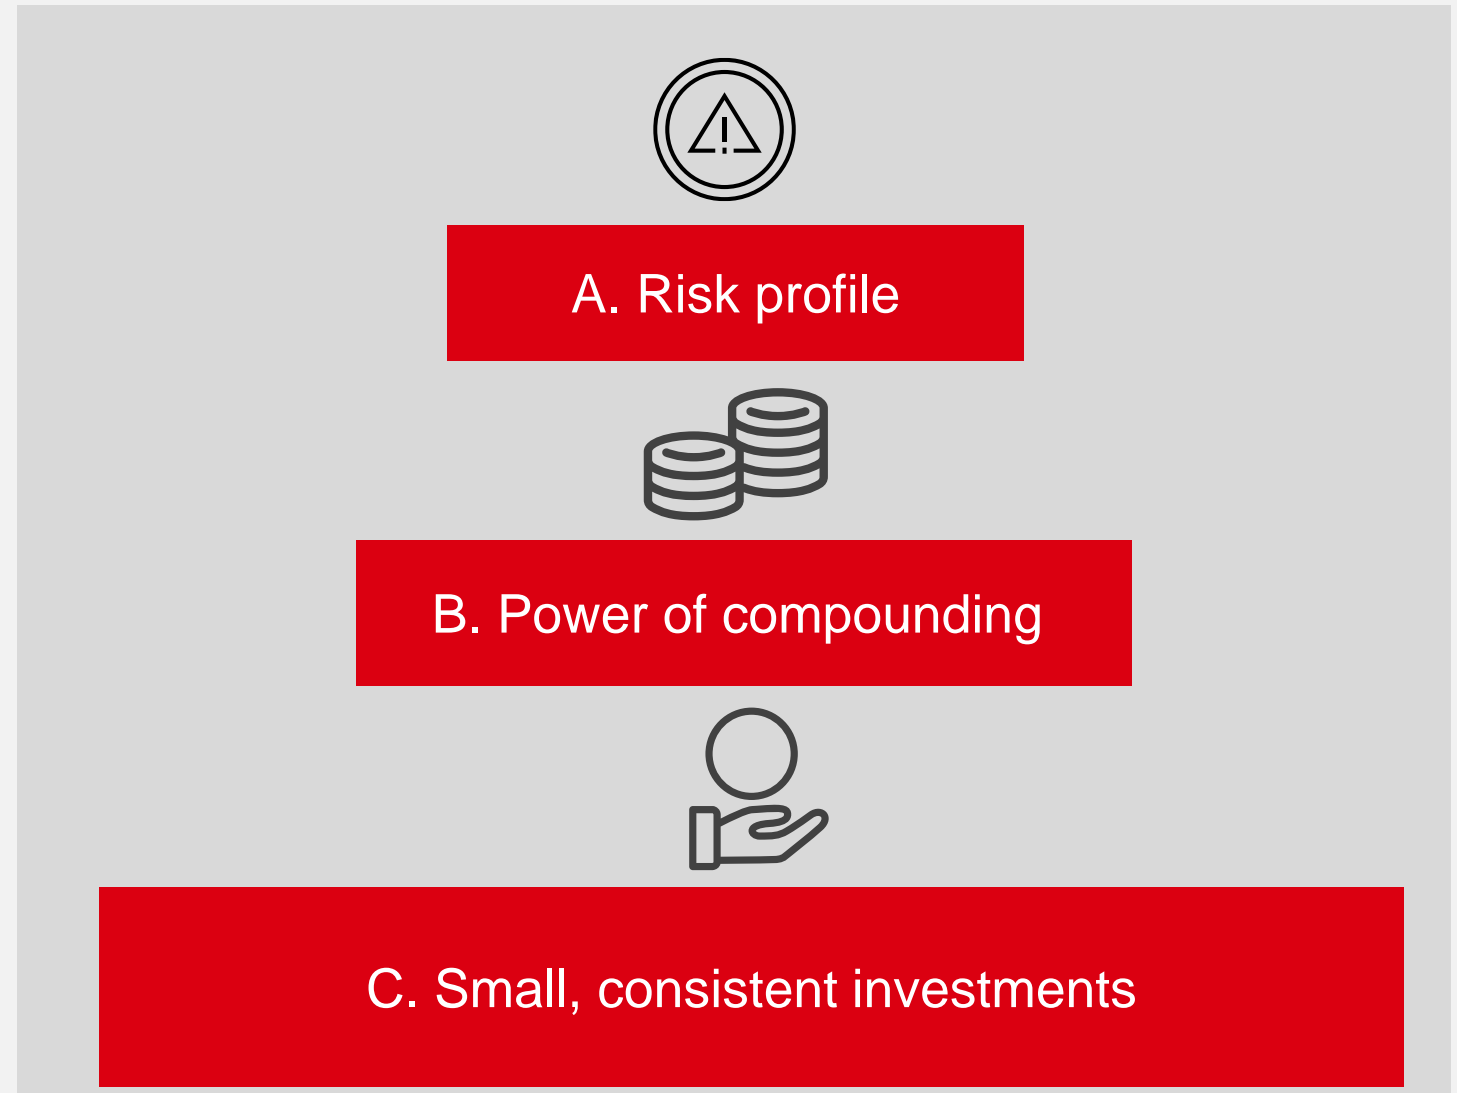 A. Risk profile
B. Power of compounding
C. Small, consistent investments